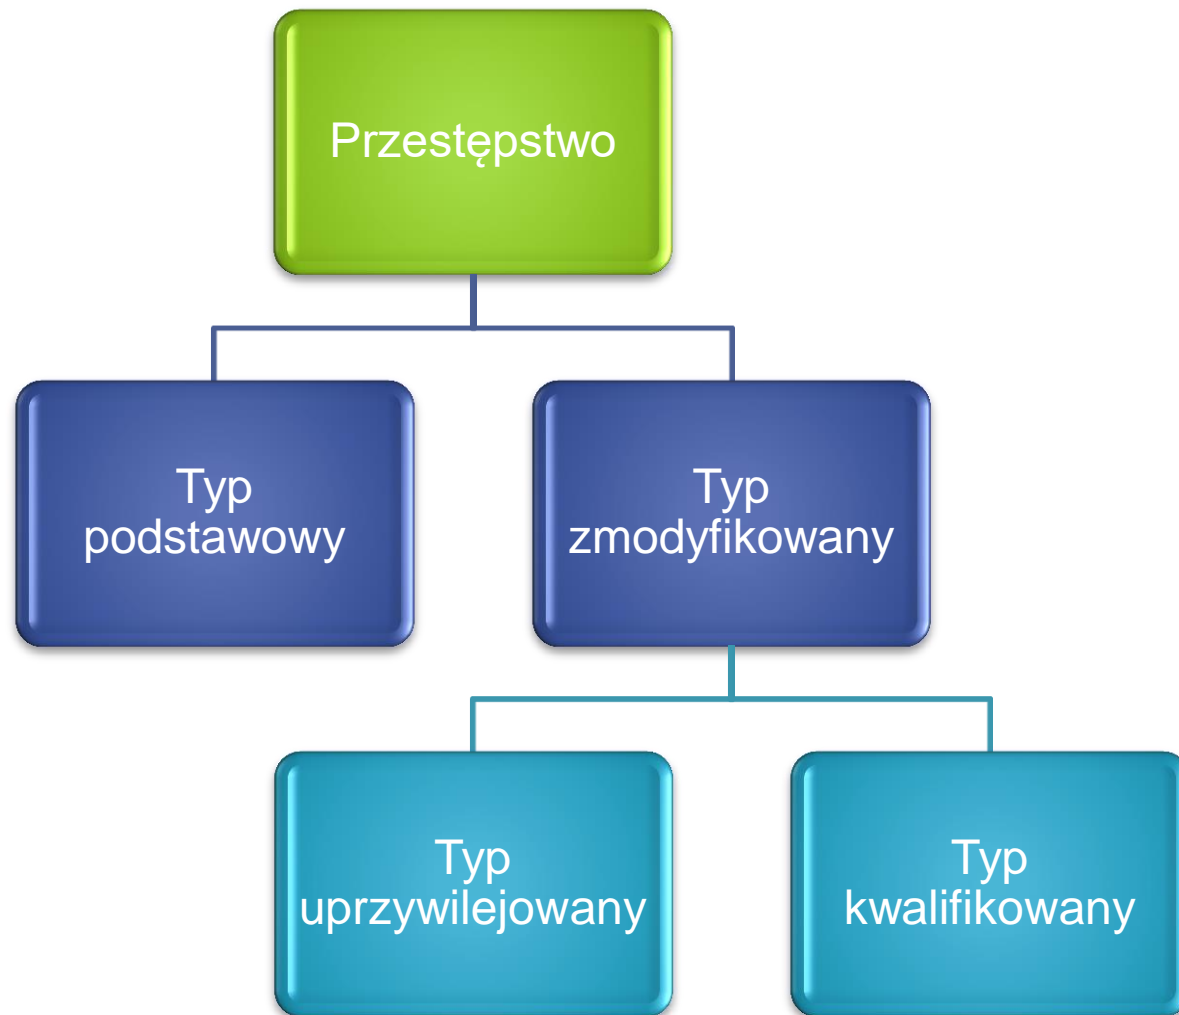 Przestępstwo
Typ
podstawowy
Typ
zmodyfikowany
Typ
uprzywilejowany
Typ
kwalifikowany